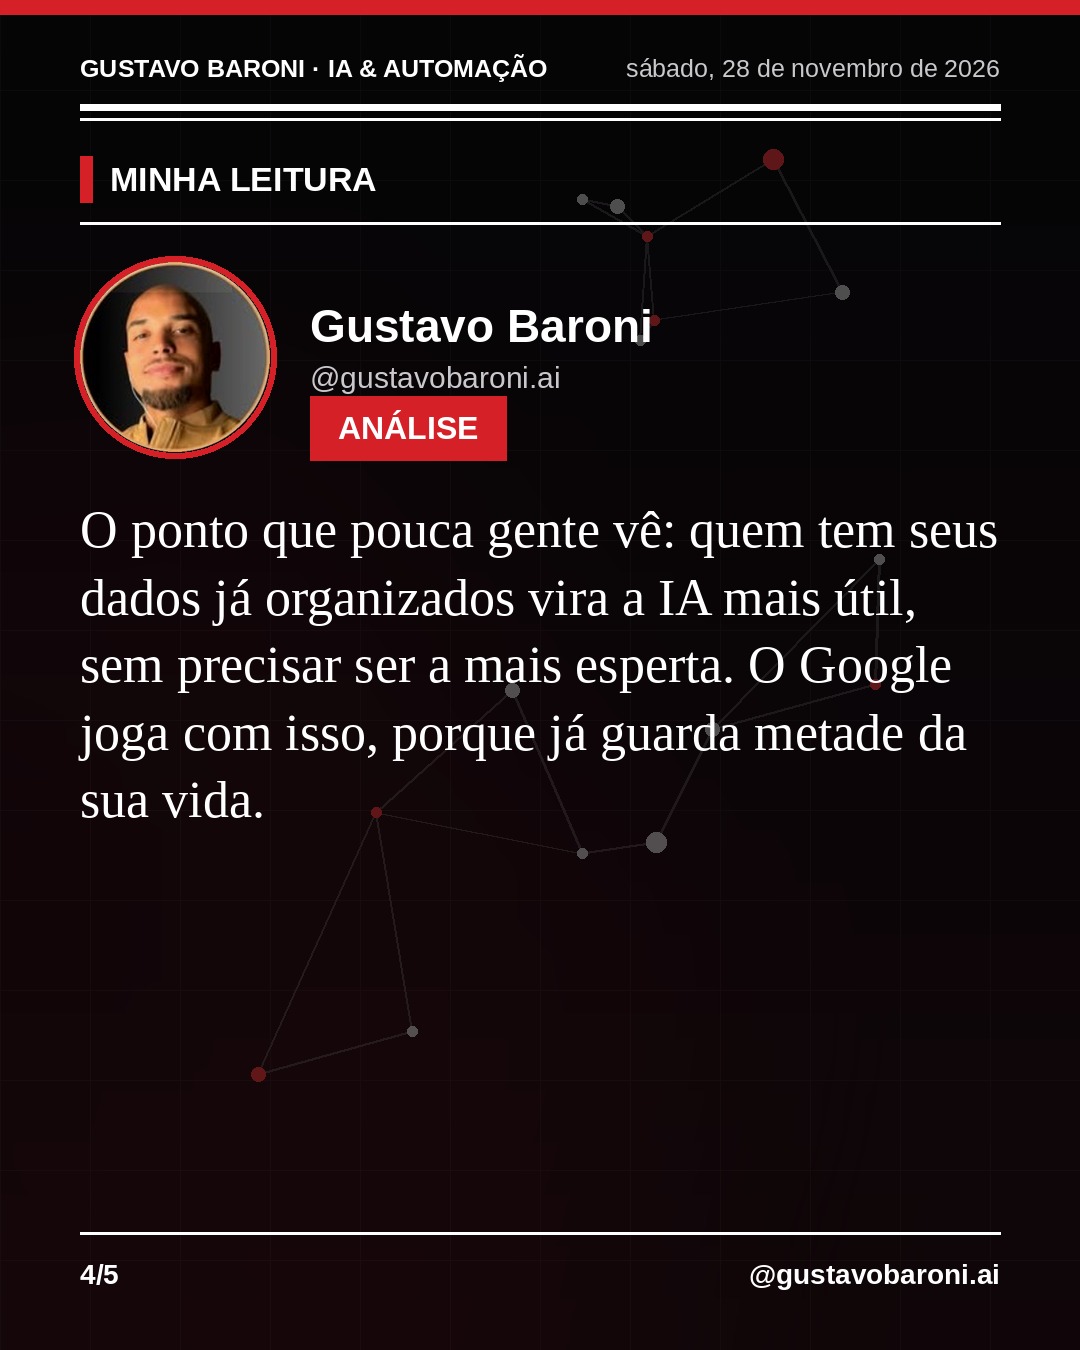 GUSTAVO BARONI · IA & AUTOMAÇÃO
sábado, 28 de novembro de 2026
MINHA LEITURA
Gustavo Baroni
@gustavobaroni.ai
ANÁLISE
O ponto que pouca gente vê: quem tem seus
dados já organizados vira a IA mais útil,
sem precisar ser a mais esperta. O Google
joga com isso, porque já guarda metade da
sua vida.
4/5
@gustavobaroni.ai